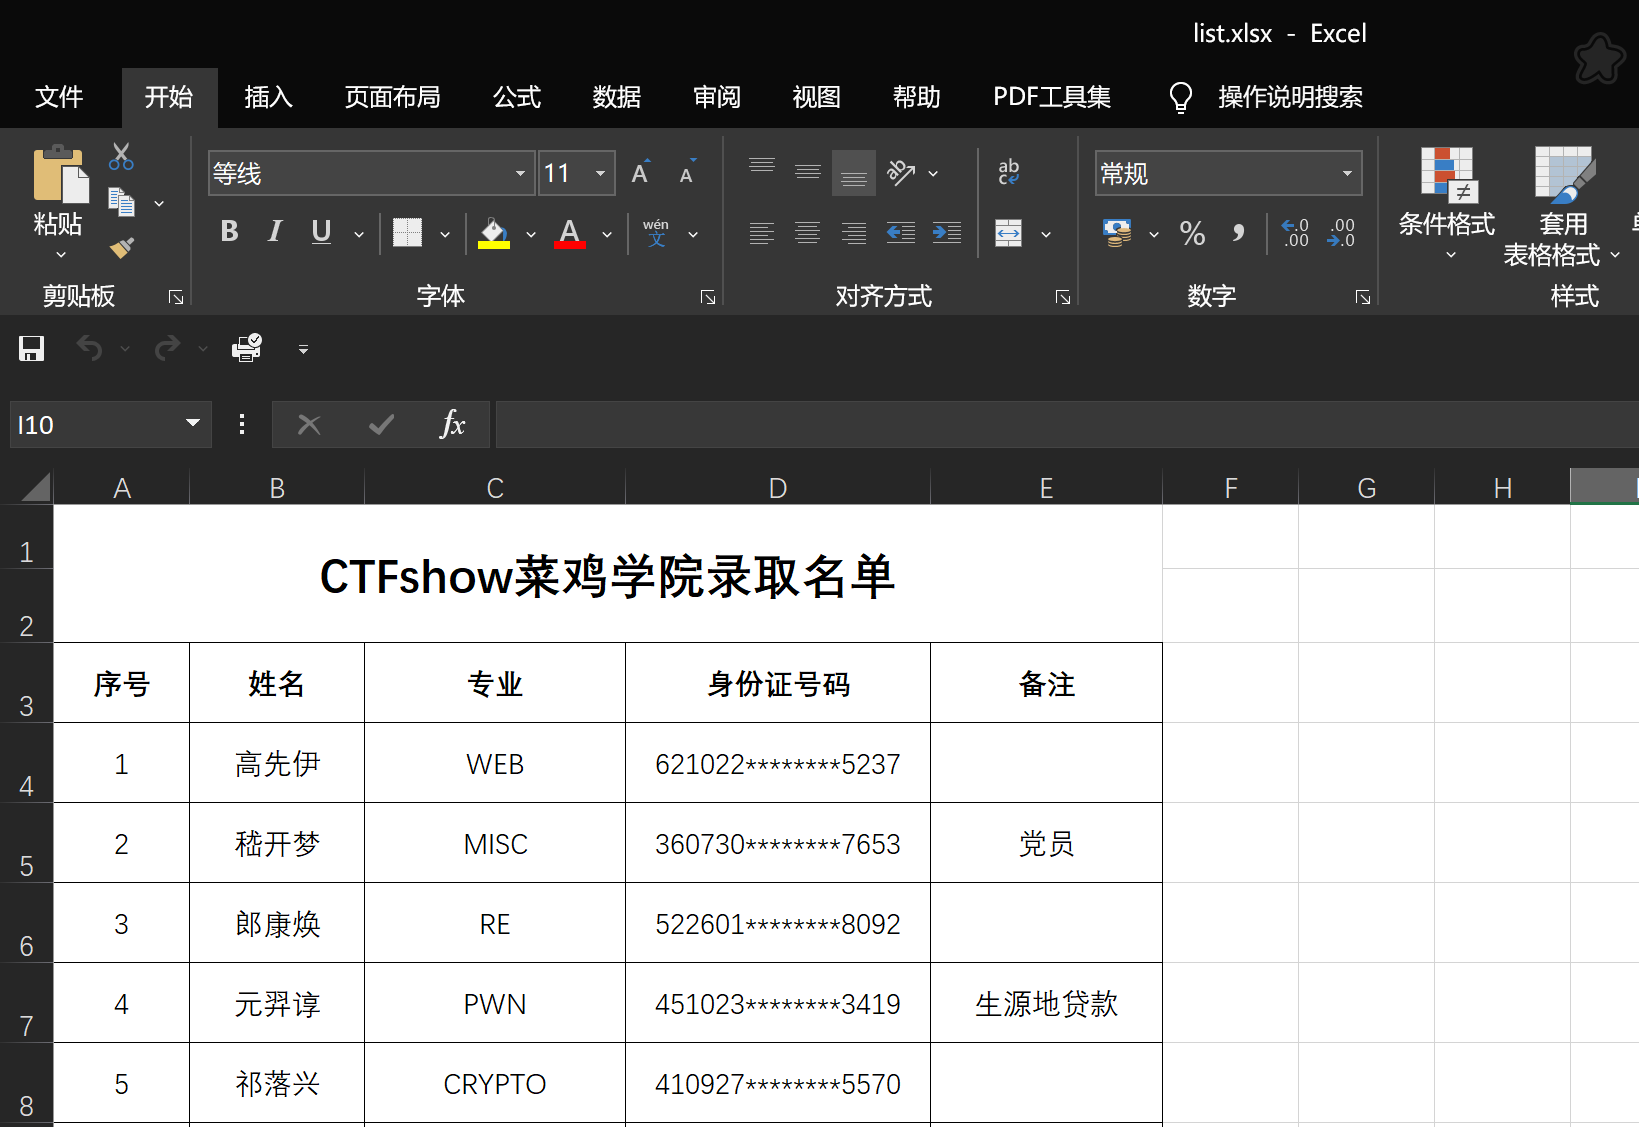 list.xlsx - Excel
文件 开始 插入 页面布局 公式 数据 审阅 视图 帮助 PDF工具集 操作说明搜索
粘贴 等线 11 A A ab c 常规 条件格式 套用 表格格式
B I U A wén 文 % , .0 .00 .00 .0
剪贴板 字体 对齐方式 数字 样式
I10 fx
A B C D E F G H
1
2
CTFshow菜鸡学院录取名单
3 序号 姓名 专业 身份证号码 备注
4 1 高先伊 WEB 621022********5237
5 2 嵇开梦 MISC 360730********7653 党员
6 3 郎康焕 RE 522601********8092
7 4 元羿谆 PWN 451023********3419 生源地贷款
8 5 祁落兴 CRYPTO 410927********5570